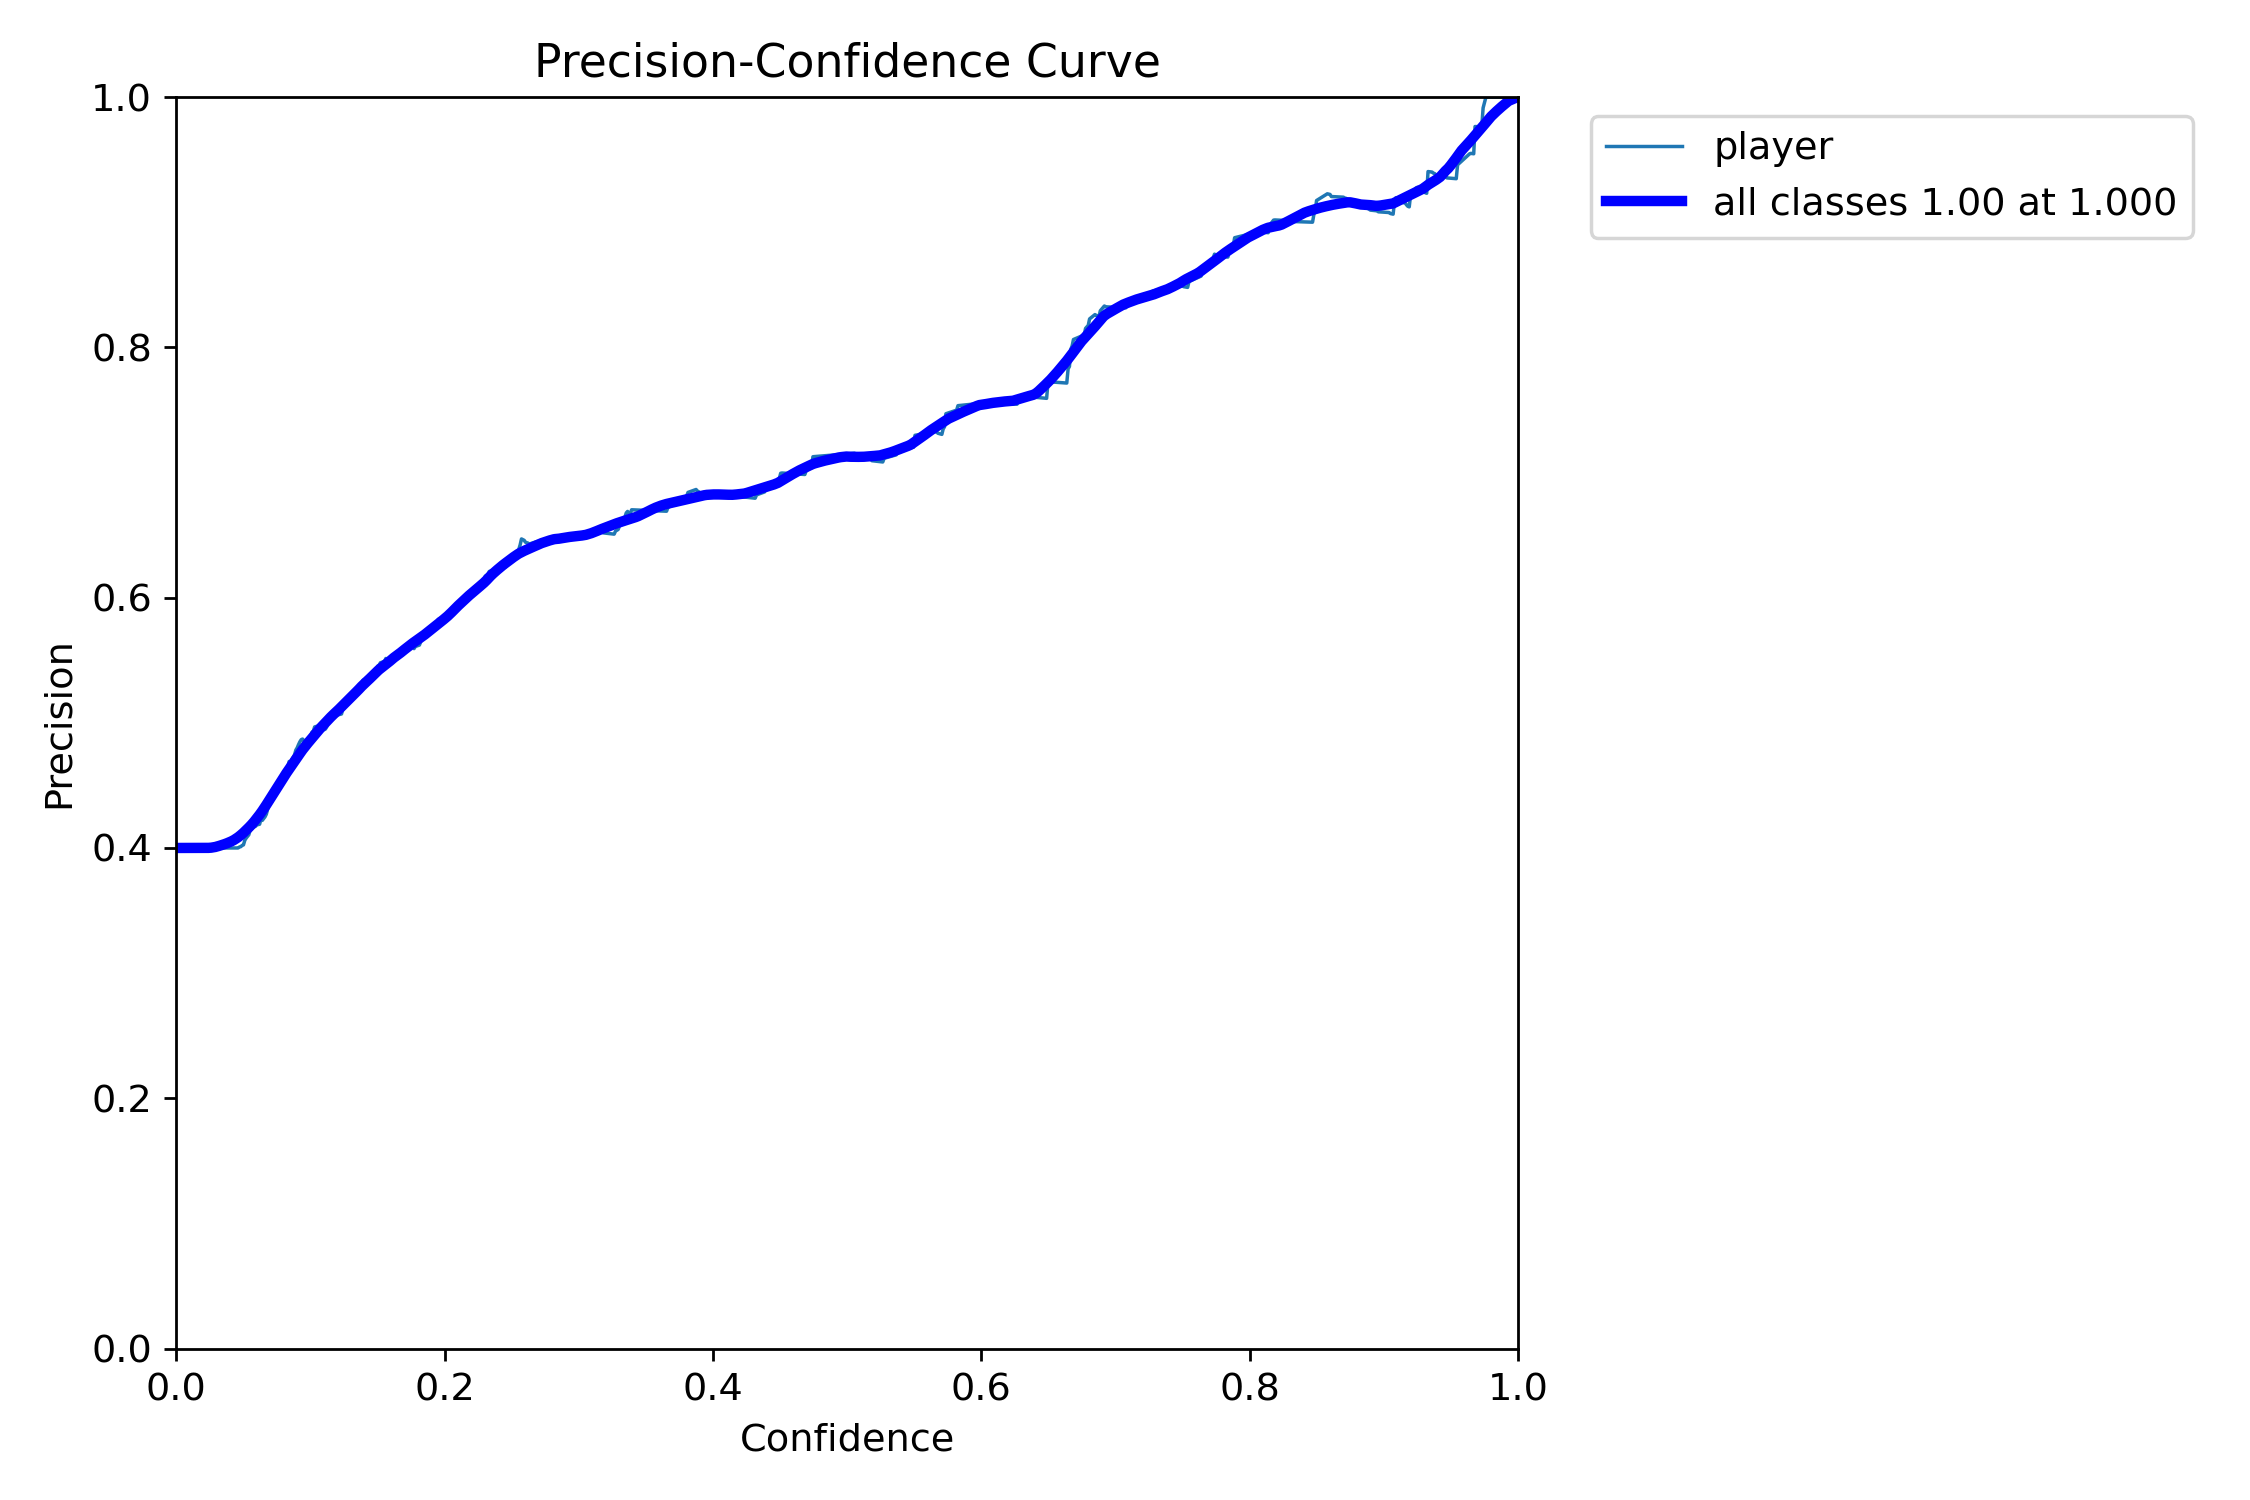 Precision-Confidence Curve
1.0
0.8
0.6
0.4
0.2
0.0
Precision
0.0 0.2 0.4 0.6 0.8 1.0
Confidence
player
all classes 1.00 at 1.000